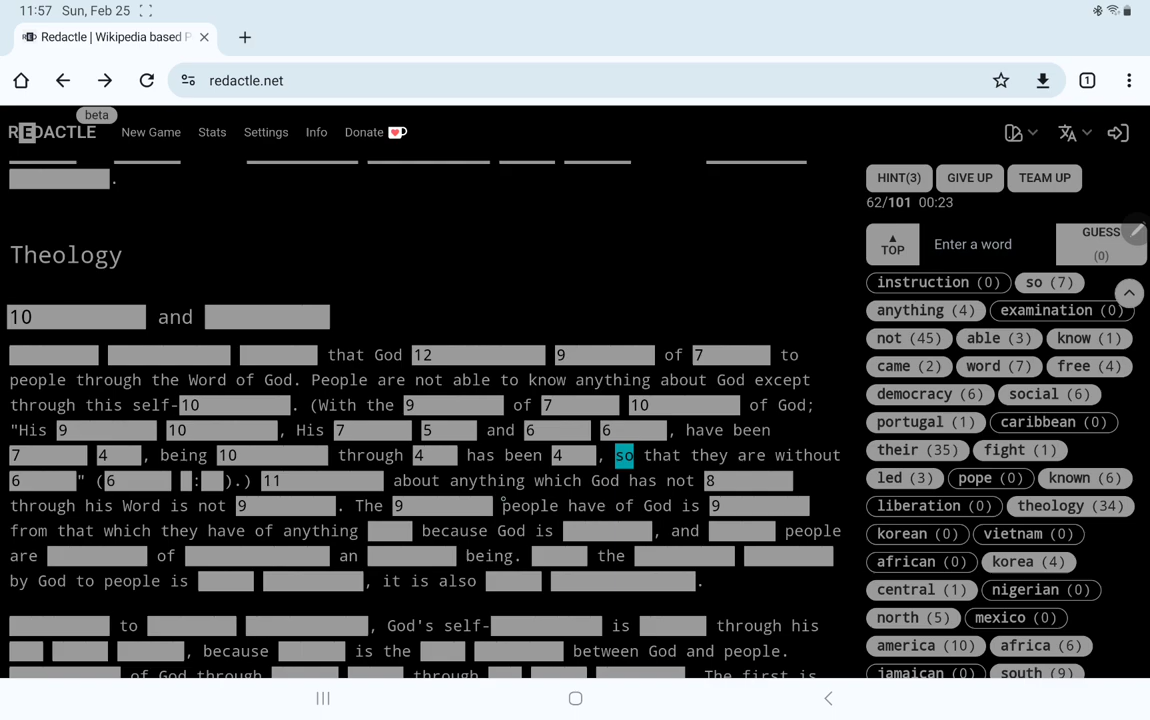 11:57 Sun, Feb 25
Redactle | Wikipedia based P
redactle.net
1
beta
REDACTLE New Game Stats Settings Info Donate
.
HINT(3) GIVE UP TEAM UP
62/101 00:23
▲
TOP
Enter a word
GUESS
(0)
Theology
10 and
that God 12 9 of 7 to
people through the Word of God. People are not able to know anything about God except
through this self-10. (With the 9 of 7 10 of God;
"His 9 10, His 7 5 and 6 6, have been
7 4, being 10 through 4 has been 4, so that they are without
6" (6 :).) 11 about anything which God has not 8
through his Word is not 9. The 9 people have of God is 9
from that which they have of anything because God is , and people
are of an being. the
by God to people is , it is also .
to , God's self- is through his
, because is the between God and people.
of God through through . The first is
instruction (0) so (7)
anything (4) examination (0)
not (45) able (3) know (1)
came (2) word (7) free (4)
democracy (6) social (6)
portugal (1) caribbean (0)
their (35) fight (1)
led (3) pope (0) known (6)
liberation (0) theology (34)
korean (0) vietnam (0)
african (0) korea (4)
central (1) nigerian (0)
north (5) mexico (0)
america (10) africa (6)
jamaican (0) south (9)